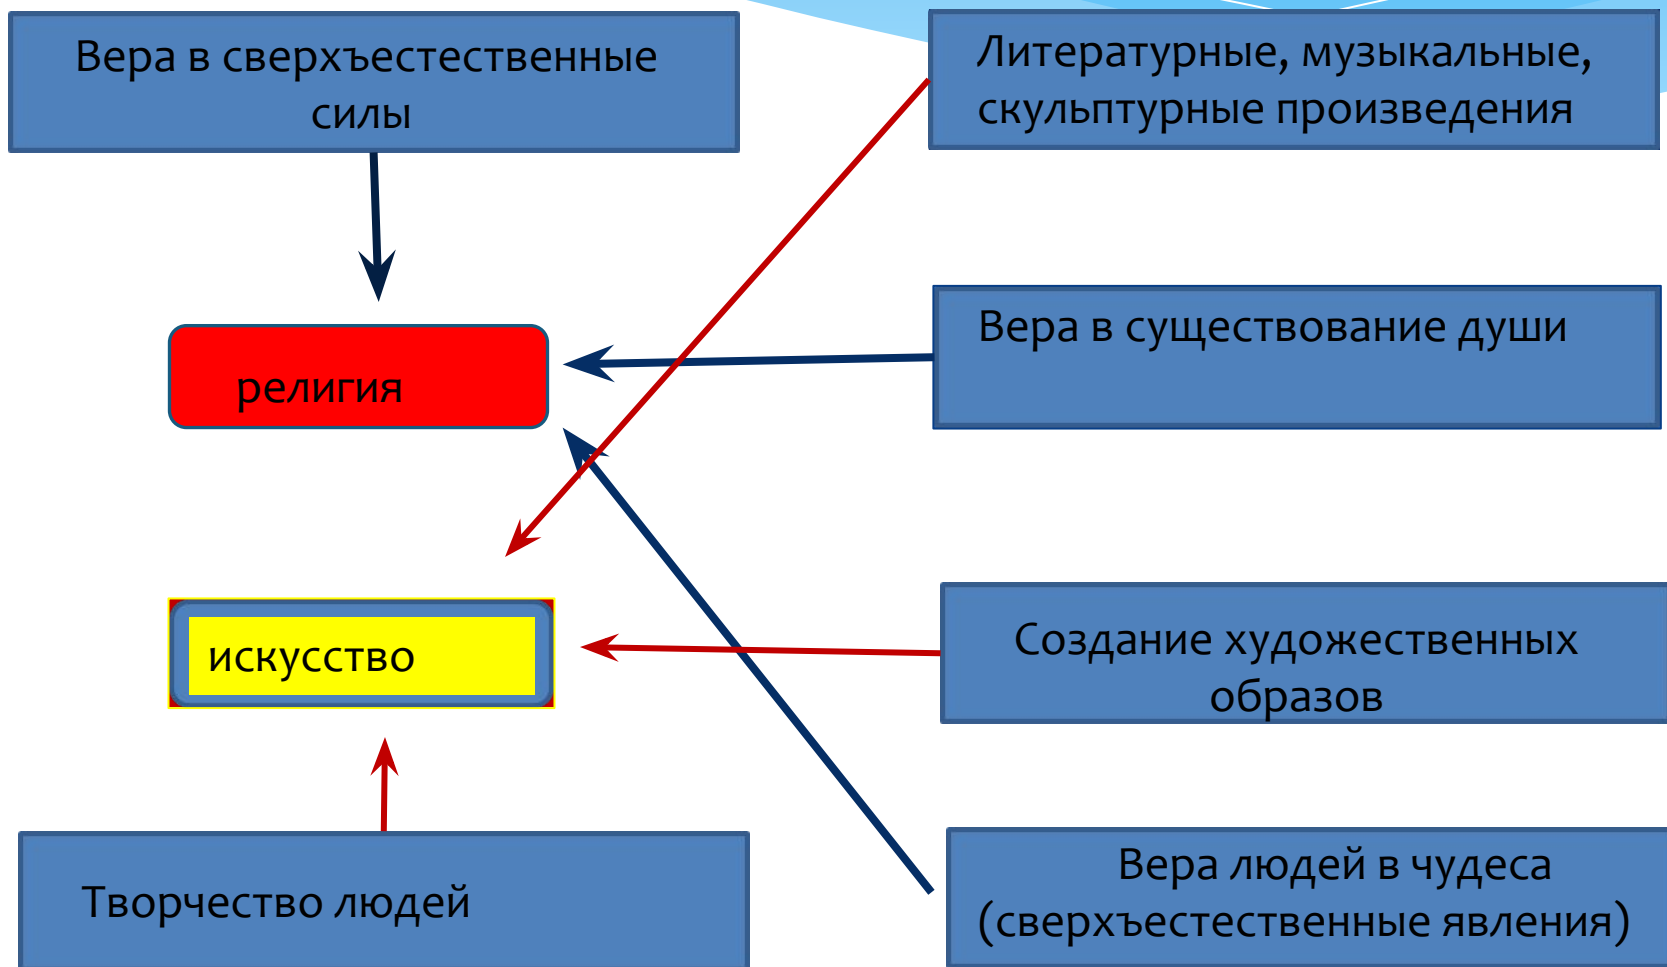 Вера в сверхъестественные
силы
Литературные, музыкальные,
скульптурные произведения
Вера в существование души
религия
искусство
Создание художественных
образов
Творчество людей
Вера людей в чудеса
(сверхъестественные явления)